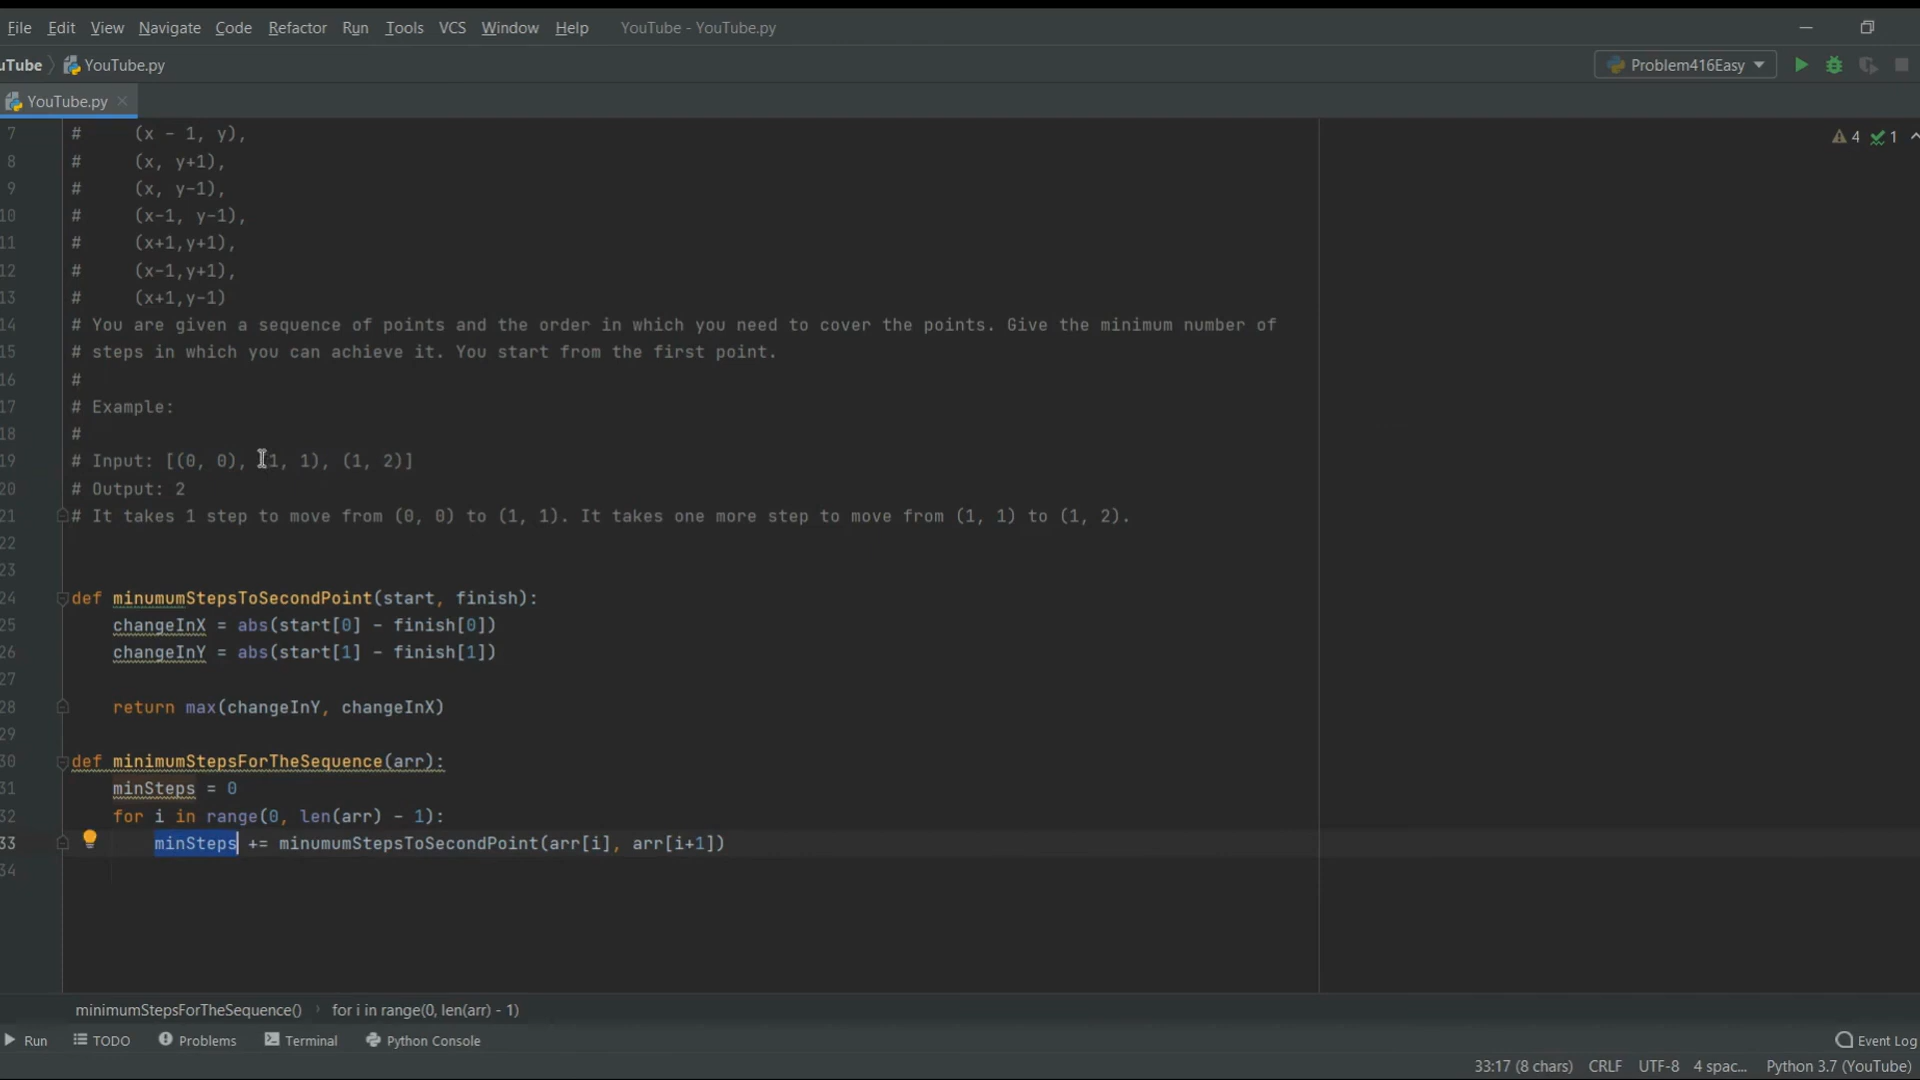 File Edit View Navigate Code Refactor Run Tools VCS Window Help YouTube - YouTube.py
uTube YouTube.py Problem416Easy
YouTube.py
4 1
7 # (x - 1, y),
8 # (x, y+1),
9 # (x, y-1),
10 # (x-1, y-1),
11 # (x+1,y+1),
12 # (x-1,y+1),
13 # (x+1,y-1)
14 # You are given a sequence of points and the order in which you need to cover the points. Give the minimum number of
15 # steps in which you can achieve it. You start from the first point.
16 #
17 # Example:
18 #
19 # Input: [(0, 0), (1, 1), (1, 2)]
20 # Output: 2
21 # It takes 1 step to move from (0, 0) to (1, 1). It takes one more step to move from (1, 1) to (1, 2).
22
23
24 def minumumStepsToSecondPoint(start, finish):
25 changeInX = abs(start[0] - finish[0])
26 changeInY = abs(start[1] - finish[1])
27
28 return max(changeInY, changeInX)
29
30 def minimumStepsForTheSequence(arr):
31 minSteps = 0
32 for i in range(0, len(arr) - 1):
33 minSteps += minumumStepsToSecondPoint(arr[i], arr[i+1])
34
minimumStepsForTheSequence() › for i in range(0, len(arr) - 1)
Run TODO Problems Terminal Python Console Event Log
33:17 (8 chars) CRLF UTF-8 4 spac... Python 3.7 (YouTube)